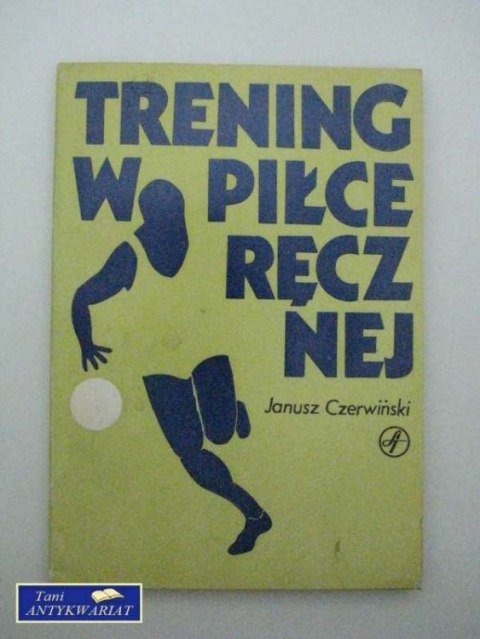 TRENING
W PIŁCE
RĘCZ
NEJ
Janusz Czerwiński
Tani
ANTYKWARIAT